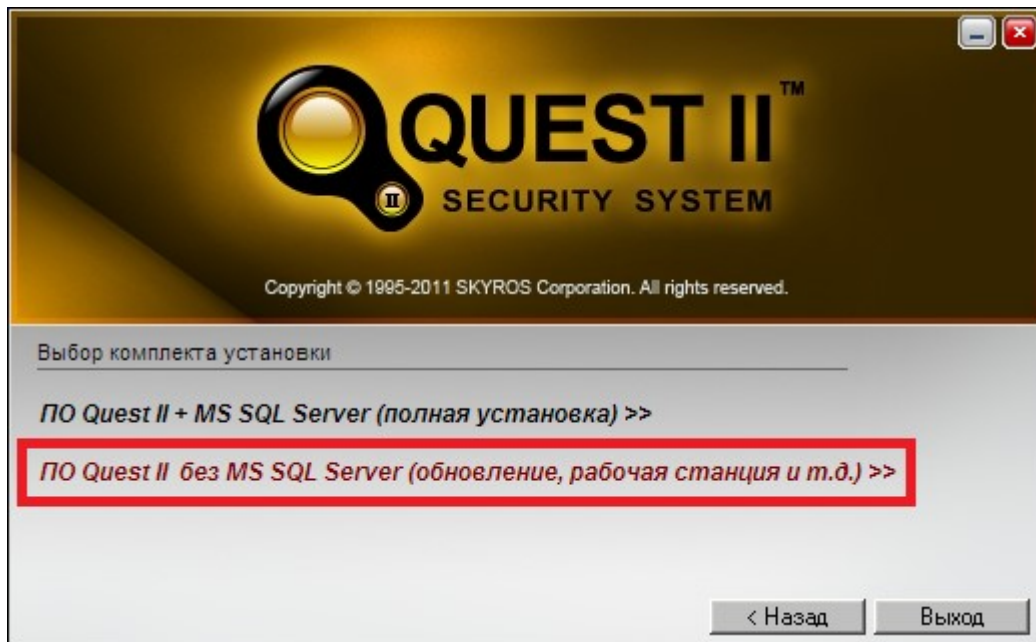 QUEST II™
II
SECURITY SYSTEM
Copyright © 1995-2011 SKYROS Corporation. All rights reserved.
Выбор комплекта установки
ПО Quest II + MS SQL Server (полная установка) >>
ПО Quest II без MS SQL Server (обновление, рабочая станция и т.д.) >>
< Назад Выход